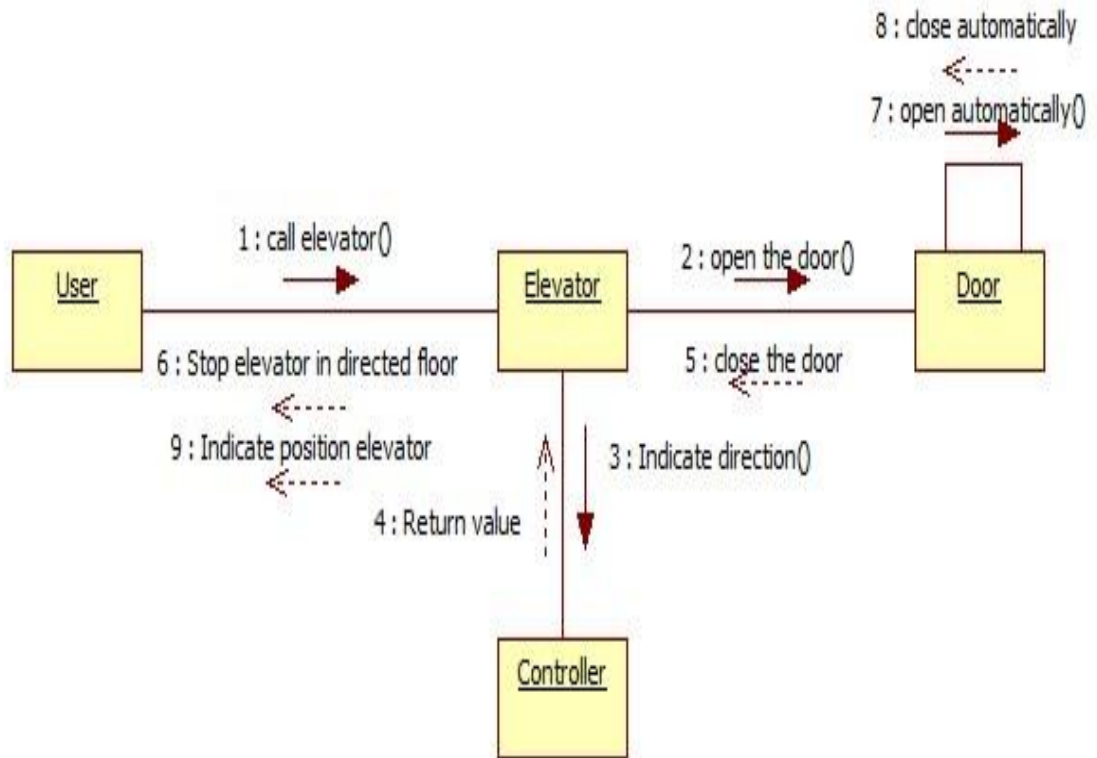 8 : close automatically
7 : open automatically()
1 : call elevator()
2 : open the door()
User
Elevator
Door
6 : Stop elevator in directed floor
5 : close the door
9 : Indicate position elevator
3 : Indicate direction()
4 : Return value
Controller